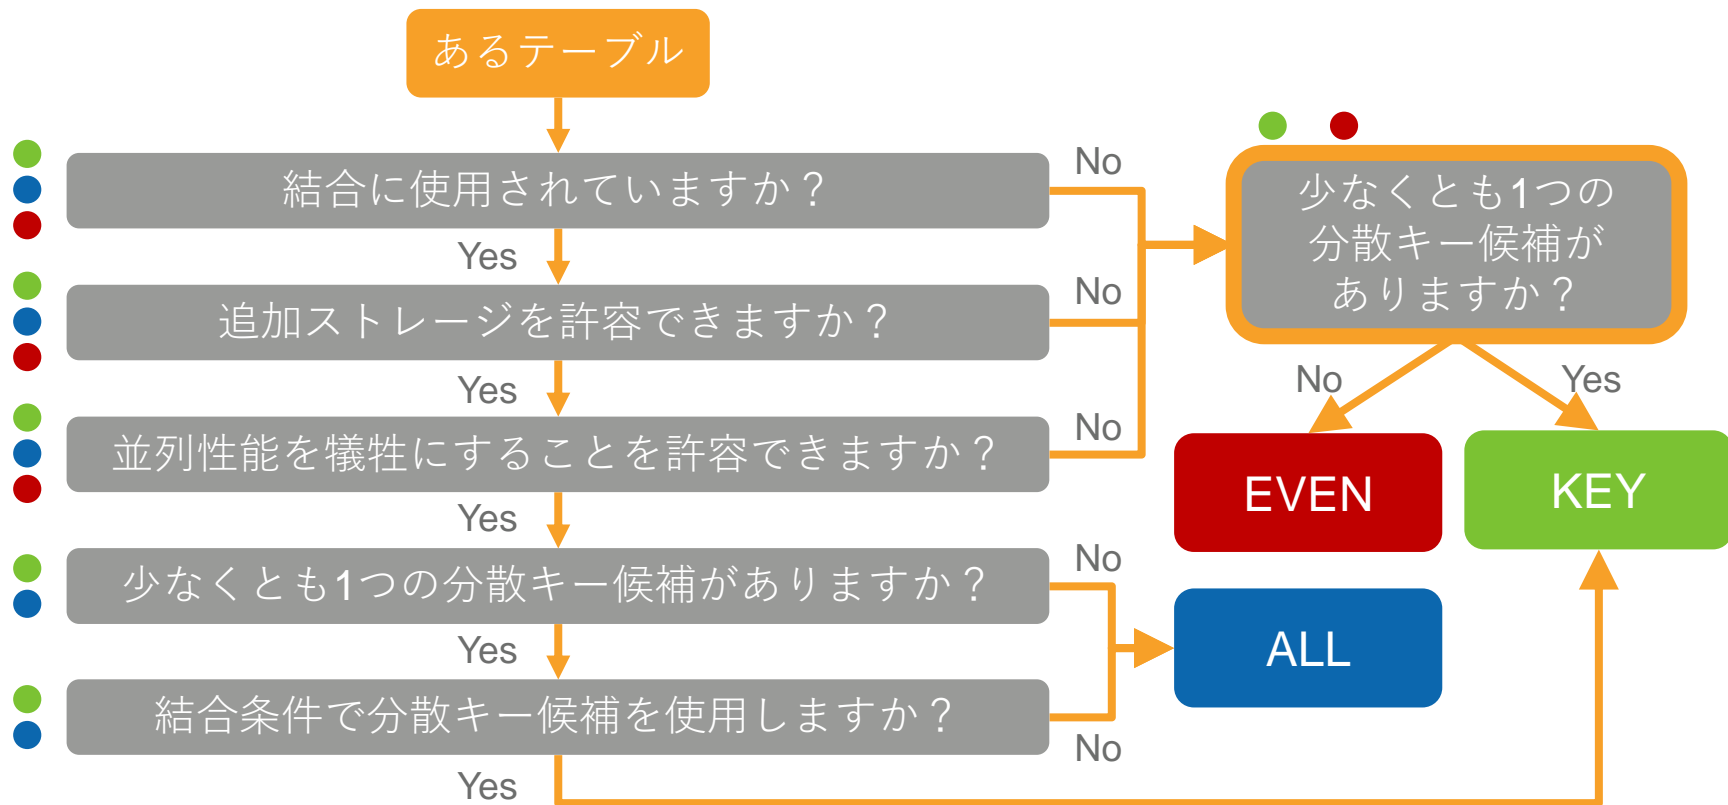 あるテーブル
結合に使用されていますか？
No
Yes
追加ストレージを許容できますか？
No
Yes
並列性能を犠牲にすることを許容できますか？
No
Yes
少なくとも1つの分散キー候補がありますか？
No
Yes
結合条件で分散キー候補を使用しますか？
No
Yes
少なくとも1つの
分散キー候補が
ありますか？
No
Yes
EVEN
KEY
ALL